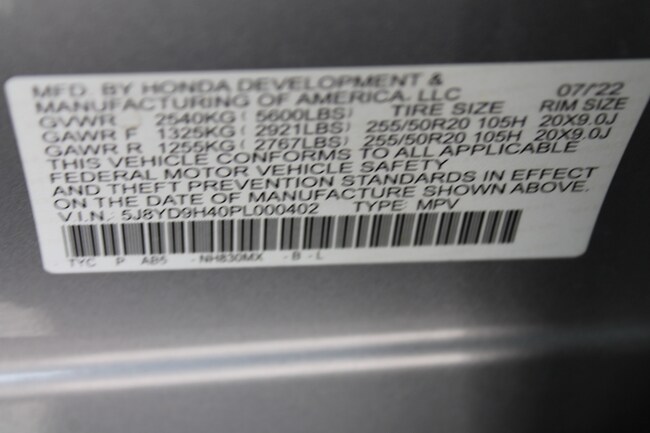 MFD. BY HONDA DEVELOPMENT &
MANUFACTURING OF AMERICA, LLC 07/'22
GVWR 2540KG ( 5600LBS) TIRE SIZE RIM SIZE
GAWR F 1325KG ( 2921LBS) 255/50R20 105H 20X9.0J
GAWR R 1255KG ( 2767LBS) 255/50R20 105H 20X9.0J
THIS VEHICLE CONFORMS TO ALL APPLICABLE
FEDERAL MOTOR VEHICLE SAFETY
AND THEFT PREVENTION STANDARDS IN EFFECT
ON THE DATE OF MANUFACTURE SHOWN ABOVE.
V.I.N.: 5J8YD9H40PL000402 TYPE: MPV
TYC P AB5 -NH830MX -B-L